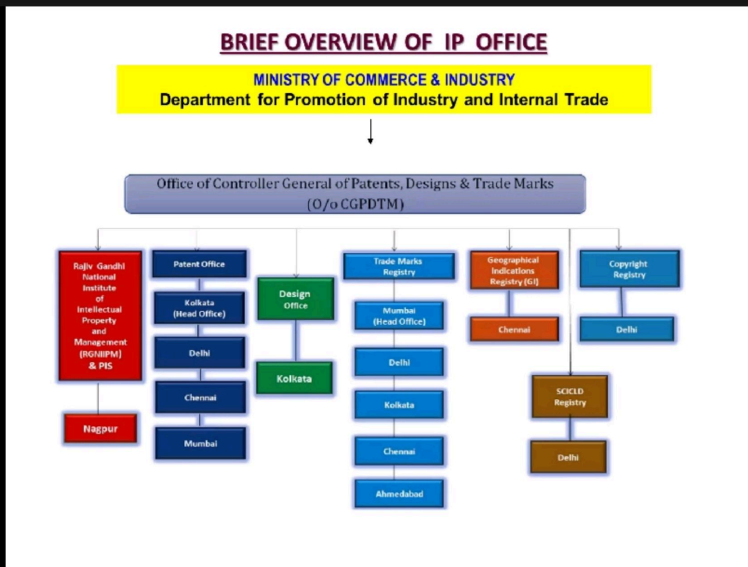 BRIEF OVERVIEW OF IP OFFICE
MINISTRY OF COMMERCE & INDUSTRY
Department for Promotion of Industry and Internal Trade
Office of Controller General of Patents, Designs & Trade Marks
(O/o CGPDTM)
Rajiv Gandhi
National
Institute
of
Intellectual
Property
and
Management
(RGNIIPM)
& PIS
Nagpur
Patent Office
Kolkata
(Head Office)
Delhi
Chennai
Mumbai
Design
Office
Kolkata
Trade Marks
Registry
Mumbai
(Head Office)
Delhi
Kolkata
Chennai
Ahmedabad
Geographical
Indications
Registry (GI)
Chennai
SCICLD
Registry
Delhi
Copyright
Registry
Delhi